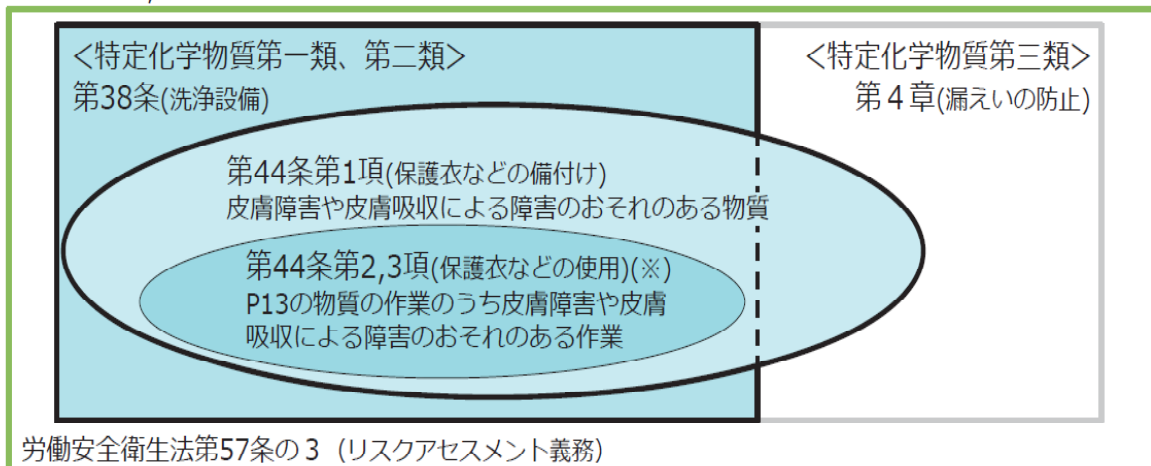 <特定化学物質第一類、第二類>
第38条(洗浄設備)
<特定化学物質第三類>
第４章(漏えいの防止)
第44条第1項(保護衣などの備付け)
皮膚障害や皮膚吸収による障害のおそれのある物質
第44条第2,3項(保護衣などの使用)(※)
P13の物質の作業のうち皮膚障害や皮膚
吸収による障害のおそれのある作業
労働安全衛生法第57条の３（リスクアセスメント義務）